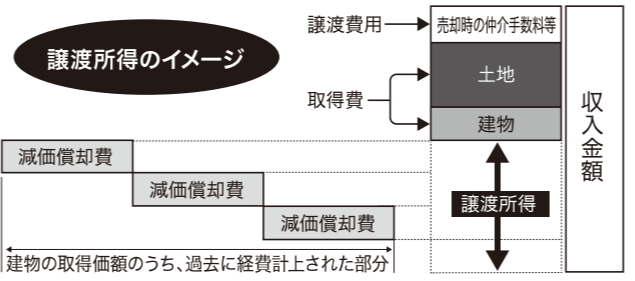 譲渡所得のイメージ
譲渡費用
売却時の仲介手数料等
取得費
土地
建物
収入金額
減価償却費
減価償却費
減価償却費
譲渡所得
建物の取得価額のうち、過去に経費計上された部分